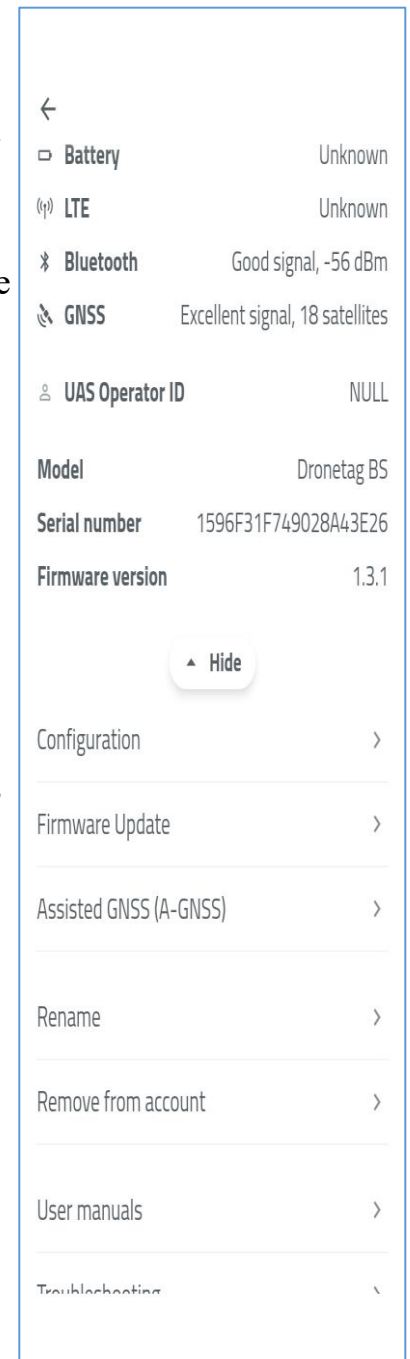 ←
Battery Unknown
LTE Unknown
Bluetooth Good signal, -56 dBm
GNSS Excellent signal, 18 satellites
UAS Operator ID NULL
Model Dronetag BS
Serial number 1596F31F749028A43E26
Firmware version 1.3.1
▲ Hide
Configuration >
Firmware Update >
Assisted GNSS (A-GNSS) >
Rename >
Remove from account >
User manuals >
Troubleshooting